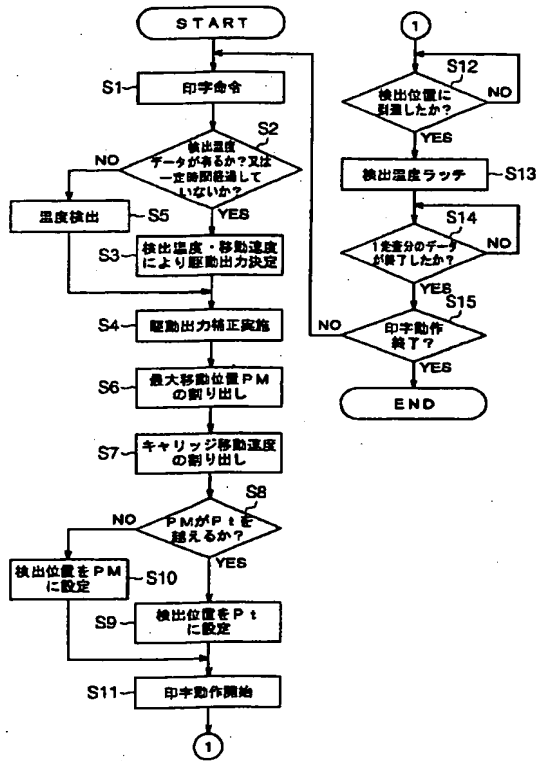 START
S1
印字命令
S2
検出温度
データが有るか？又は
一定時間経過して
いないか？
NO
YES
温度検出
S5
S3
検出温度・移動速度
により駆動出力決定
S4
駆動出力補正実施
S6
最大移動位置PM
の割り出し
S7
キャリッジ移動速度
の割り出し
S8
PMがPtを
越えるか？
NO
YES
検出位置をPM
に設定
S10
S9
検出位置をPt
に設定
S11
印字動作開始
1
1
S12
検出位置に
到達したか？
NO
YES
検出温度ラッチ
S13
S14
1走査分のデータ
が終了したか？
NO
YES
S15
印字動作
終了？
NO
YES
END